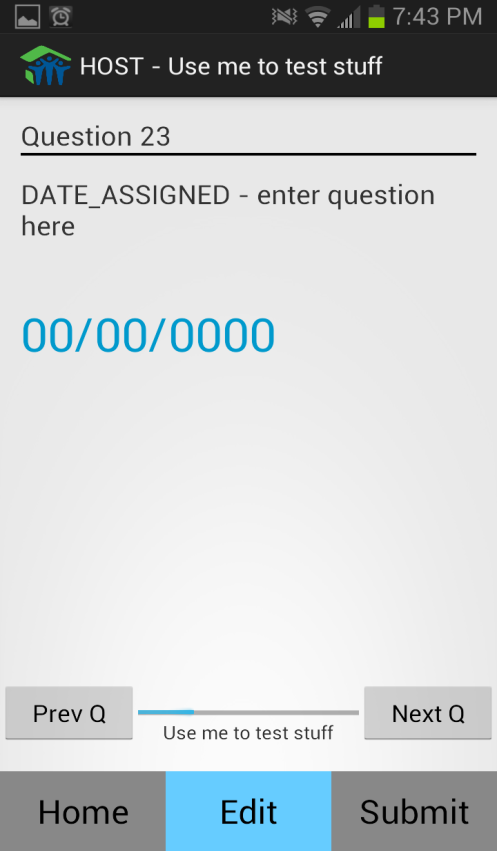 7:43 PM
HOST - Use me to test stuff
Question 23
DATE_ASSIGNED - enter question
here
00/00/0000
Prev Q
Next Q
Use me to test stuff
Home
Edit
Submit